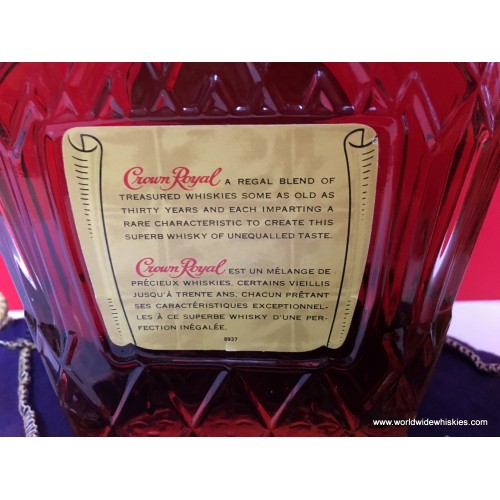 Crown Royal A REGAL BLEND OF
TREASURED WHISKIES SOME AS OLD AS
THIRTY YEARS AND EACH IMPARTING A
RARE CHARACTERISTIC TO CREATE THIS
SUPERB WHISKY OF UNEQUALLED TASTE.
Crown Royal EST UN MÉLANGE DE
PRÉCIEUX WHISKIES, CERTAINS VIEILLIS
JUSQU'À TRENTE ANS, CHACUN PRÊTANT
SES CARACTÉRISTIQUES EXCEPTIONNEL-
LES À CE SUPERBE WHISKY D'UNE PER-
FECTION INÉGALÉE.
8937
www.worldwidewhiskies.com